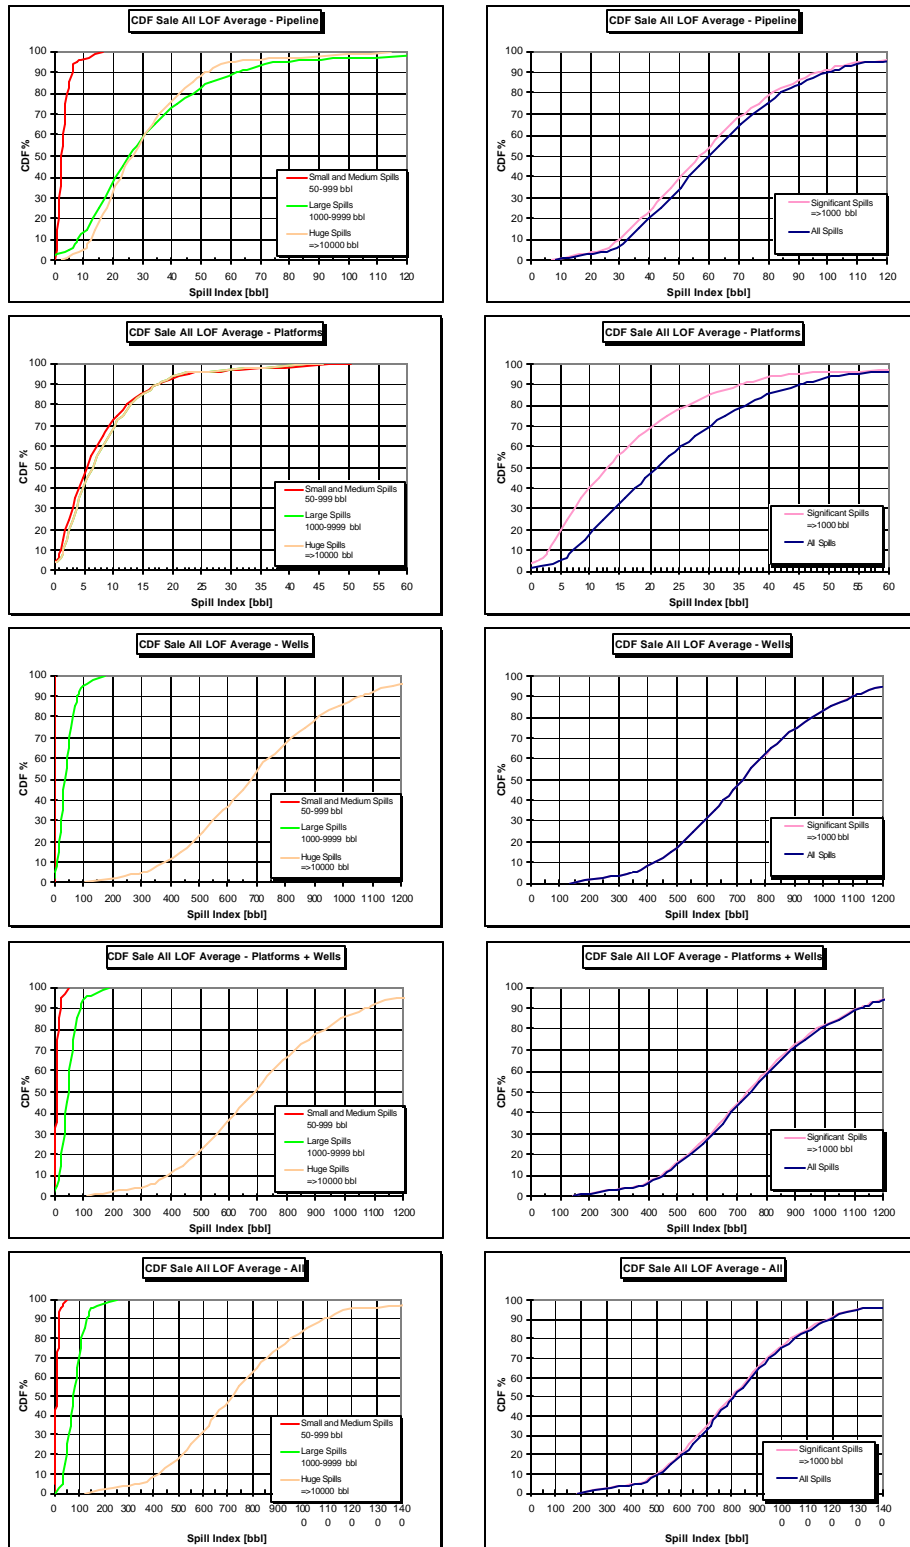 CDF Sale All LOF Average - Pipeline
100
90
80
70
60
50
40
30
20
10
0
CDF %
Small and Medium Spills
50-999 bbl
Large Spills
1000-9999 bbl
Huge Spills
=>10000 bbl
0 10 20 30 40 50 60 70 80 90 100 110 120
Spill Index [bbl]
CDF Sale All LOF Average - Pipeline
100
90
80
70
60
50
40
30
20
10
0
CDF %
Significant Spills
=>1000 bbl
All Spills
0 10 20 30 40 50 60 70 80 90 100 110 120
Spill Index [bbl]
CDF Sale All LOF Average - Platforms
100
90
80
70
60
50
40
30
20
10
0
CDF %
Small and Medium Spills
50-999 bbl
Large Spills
1000-9999 bbl
Huge Spills
=>10000 bbl
0 5 10 15 20 25 30 35 40 45 50 55 60
Spill Index [bbl]
CDF Sale All LOF Average - Platforms
100
90
80
70
60
50
40
30
20
10
0
CDF %
Significant Spills
=>1000 bbl
All Spills
0 5 10 15 20 25 30 35 40 45 50 55 60
Spill Index [bbl]
CDF Sale All LOF Average - Wells
100
90
80
70
60
50
40
30
20
10
0
CDF %
Small and Medium Spills
50-999 bbl
Large Spills
1000-9999 bbl
Huge Spills
=>10000 bbl
0 100 200 300 400 500 600 700 800 900 1000 1100 1200
Spill Index [bbl]
CDF Sale All LOF Average - Wells
100
90
80
70
60
50
40
30
20
10
0
CDF %
Significant Spills
=>1000 bbl
All Spills
0 100 200 300 400 500 600 700 800 900 1000 1100 1200
Spill Index [bbl]
CDF Sale All LOF Average - Platforms + Wells
100
90
80
70
60
50
40
30
20
10
0
CDF %
Small and Medium Spills
50-999 bbl
Large Spills
1000-9999 bbl
Huge Spills
=>10000 bbl
0 100 200 300 400 500 600 700 800 900 1000 1100 1200
Spill Index [bbl]
CDF Sale All LOF Average - Platforms + Wells
100
90
80
70
60
50
40
30
20
10
0
CDF %
Significant Spills
=>1000 bbl
All Spills
0 100 200 300 400 500 600 700 800 900 1000 1100 1200
Spill Index [bbl]
CDF Sale All LOF Average - All
100
90
80
70
60
50
40
30
20
10
0
CDF %
Small and Medium Spills
50-999 bbl
Large Spills
1000-9999 bbl
Huge Spills
=>10000 bbl
0 100 200 300 400 500 600 700 800 900 100 110 120 130 140
0 0 0 0 0
Spill Index [bbl]
CDF Sale All LOF Average - All
100
90
80
70
60
50
40
30
20
10
0
CDF %
Significant Spills
=>1000 bbl
All Spills
0 100 200 300 400 500 600 700 800 900 100 110 120 130 140
0 0 0 0 0
Spill Index [bbl]